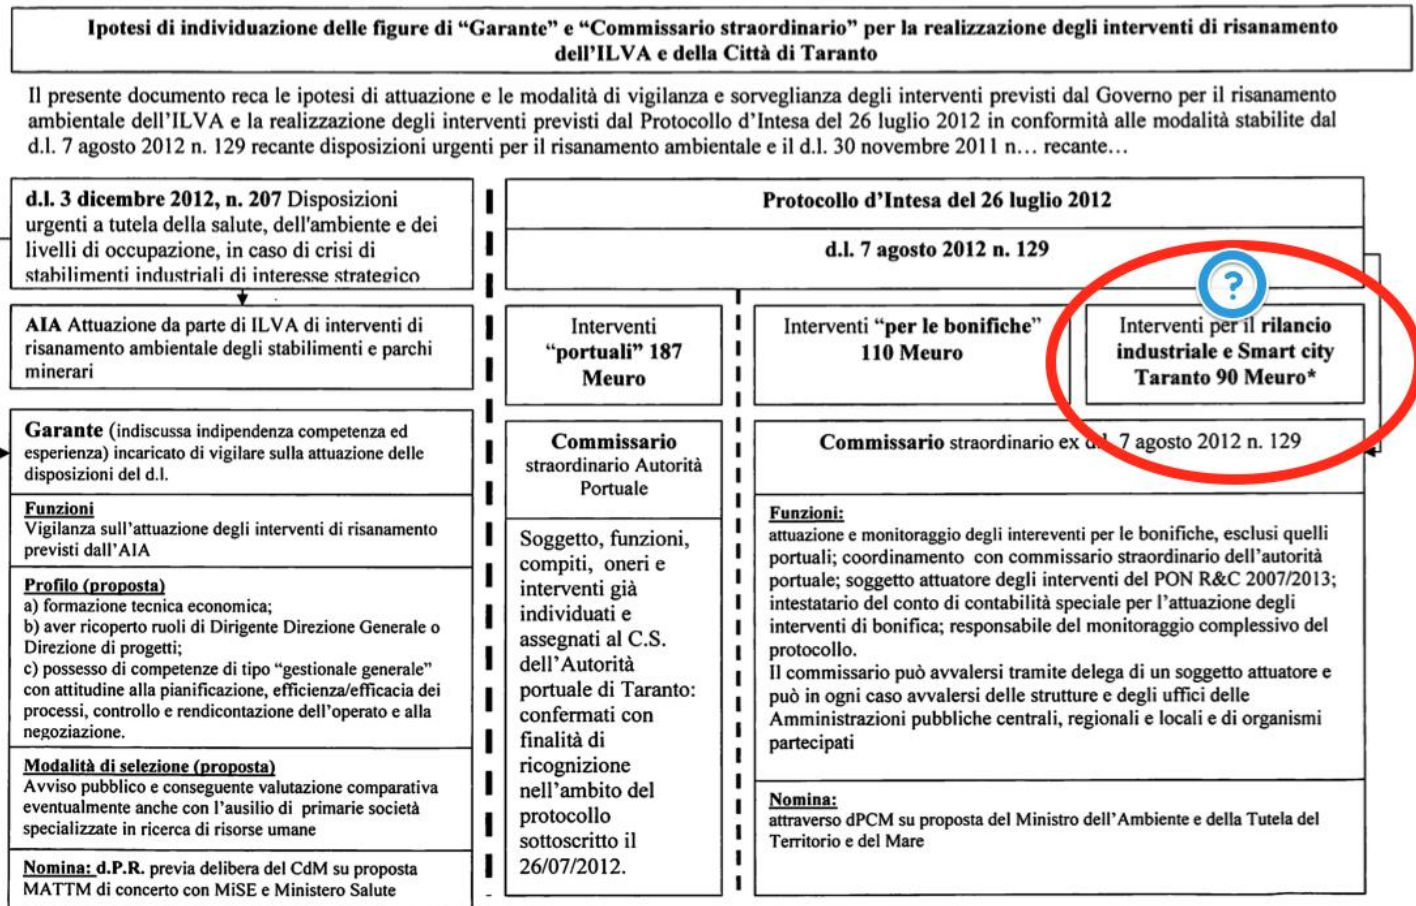 Ipotesi di individuazione delle figure di “Garante” e “Commissario straordinario” per la realizzazione degli interventi di risanamento
dell’ILVA e della Città di Taranto
Il presente documento reca le ipotesi di attuazione e le modalità di vigilanza e sorveglianza degli interventi previsti dal Governo per il risanamento
ambientale dell’ILVA e la realizzazione degli interventi previsti dal Protocollo d’Intesa del 26 luglio 2012 in conformità alle modalità stabilite dal
d.l. 7 agosto 2012 n. 129 recante disposizioni urgenti per il risanamento ambientale e il d.l. 30 novembre 2011 n… recante…
d.l. 3 dicembre 2012, n. 207 Disposizioni
urgenti a tutela della salute, dell'ambiente e dei
livelli di occupazione, in caso di crisi di
stabilimenti industriali di interesse strategico
AIA Attuazione da parte di ILVA di interventi di
risanamento ambientale degli stabilimenti e parchi
minerari
Garante (indiscussa indipendenza competenza ed
esperienza) incaricato di vigilare sulla attuazione delle
disposizioni del d.l.
Funzioni
Vigilanza sull’attuazione degli interventi di risanamento
previsti dall’AIA
Profilo (proposta)
a) formazione tecnica economica;
b) aver ricoperto ruoli di Dirigente Direzione Generale o
Direzione di progetti;
c) possesso di competenze di tipo “gestionale generale”
con attitudine alla pianificazione, efficienza/efficacia dei
processi, controllo e rendicontazione dell’operato e alla
negoziazione.
Modalità di selezione (proposta)
Avviso pubblico e conseguente valutazione comparativa
eventualmente anche con l’ausilio di primarie società
specializzate in ricerca di risorse umane
Nomina: d.P.R. previa delibera del CdM su proposta
MATTM di concerto con MiSE e Ministero Salute
Protocollo d’Intesa del 26 luglio 2012
d.l. 7 agosto 2012 n. 129
Interventi
“portuali” 187
Meuro
Commissario
straordinario Autorità
Portuale
Soggetto, funzioni,
compiti, oneri e
interventi già
individuati e
assegnati al C.S.
dell’Autorità
portuale di Taranto:
confermati con
finalità di
ricognizione
nell’ambito del
protocollo
sottoscritto il
26/07/2012.
Interventi “per le bonifiche”
110 Meuro
?
Interventi per il rilancio
industriale e Smart city
Taranto 90 Meuro*
Commissario straordinario ex d.l. 7 agosto 2012 n. 129
Funzioni:
attuazione e monitoraggio degli intereventi per le bonifiche, esclusi quelli
portuali; coordinamento con commissario straordinario dell’autorità
portuale; soggetto attuatore degli interventi del PON R&C 2007/2013;
intestatario del conto di contabilità speciale per l’attuazione degli
interventi di bonifica; responsabile del monitoraggio complessivo del
protocollo.
Il commissario può avvalersi tramite delega di un soggetto attuatore e
può in ogni caso avvalersi delle strutture e degli uffici delle
Amministrazioni pubbliche centrali, regionali e locali e di organismi
partecipati
Nomina:
attraverso dPCM su proposta del Ministro dell’Ambiente e della Tutela del
Territorio e del Mare